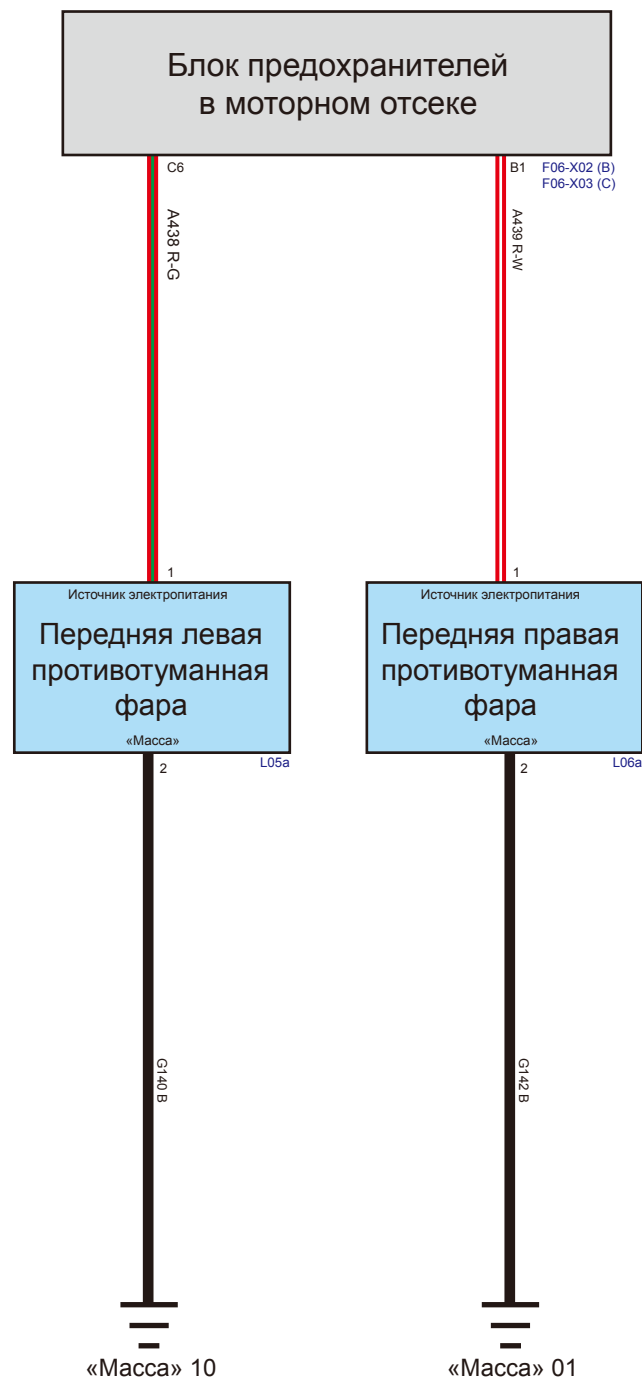 Блок предохранителей
в моторном отсеке
C6
B1
F06-X02 (B)
F06-X03 (C)
A438 R-G
A439 R-W
1
1
Источник электропитания
Передняя левая
противотуманная
фара
«Масса»
Источник электропитания
Передняя правая
противотуманная
фара
«Масса»
2
L05a
2
L06a
G140 B
G142 B
«Масса» 10
«Масса» 01